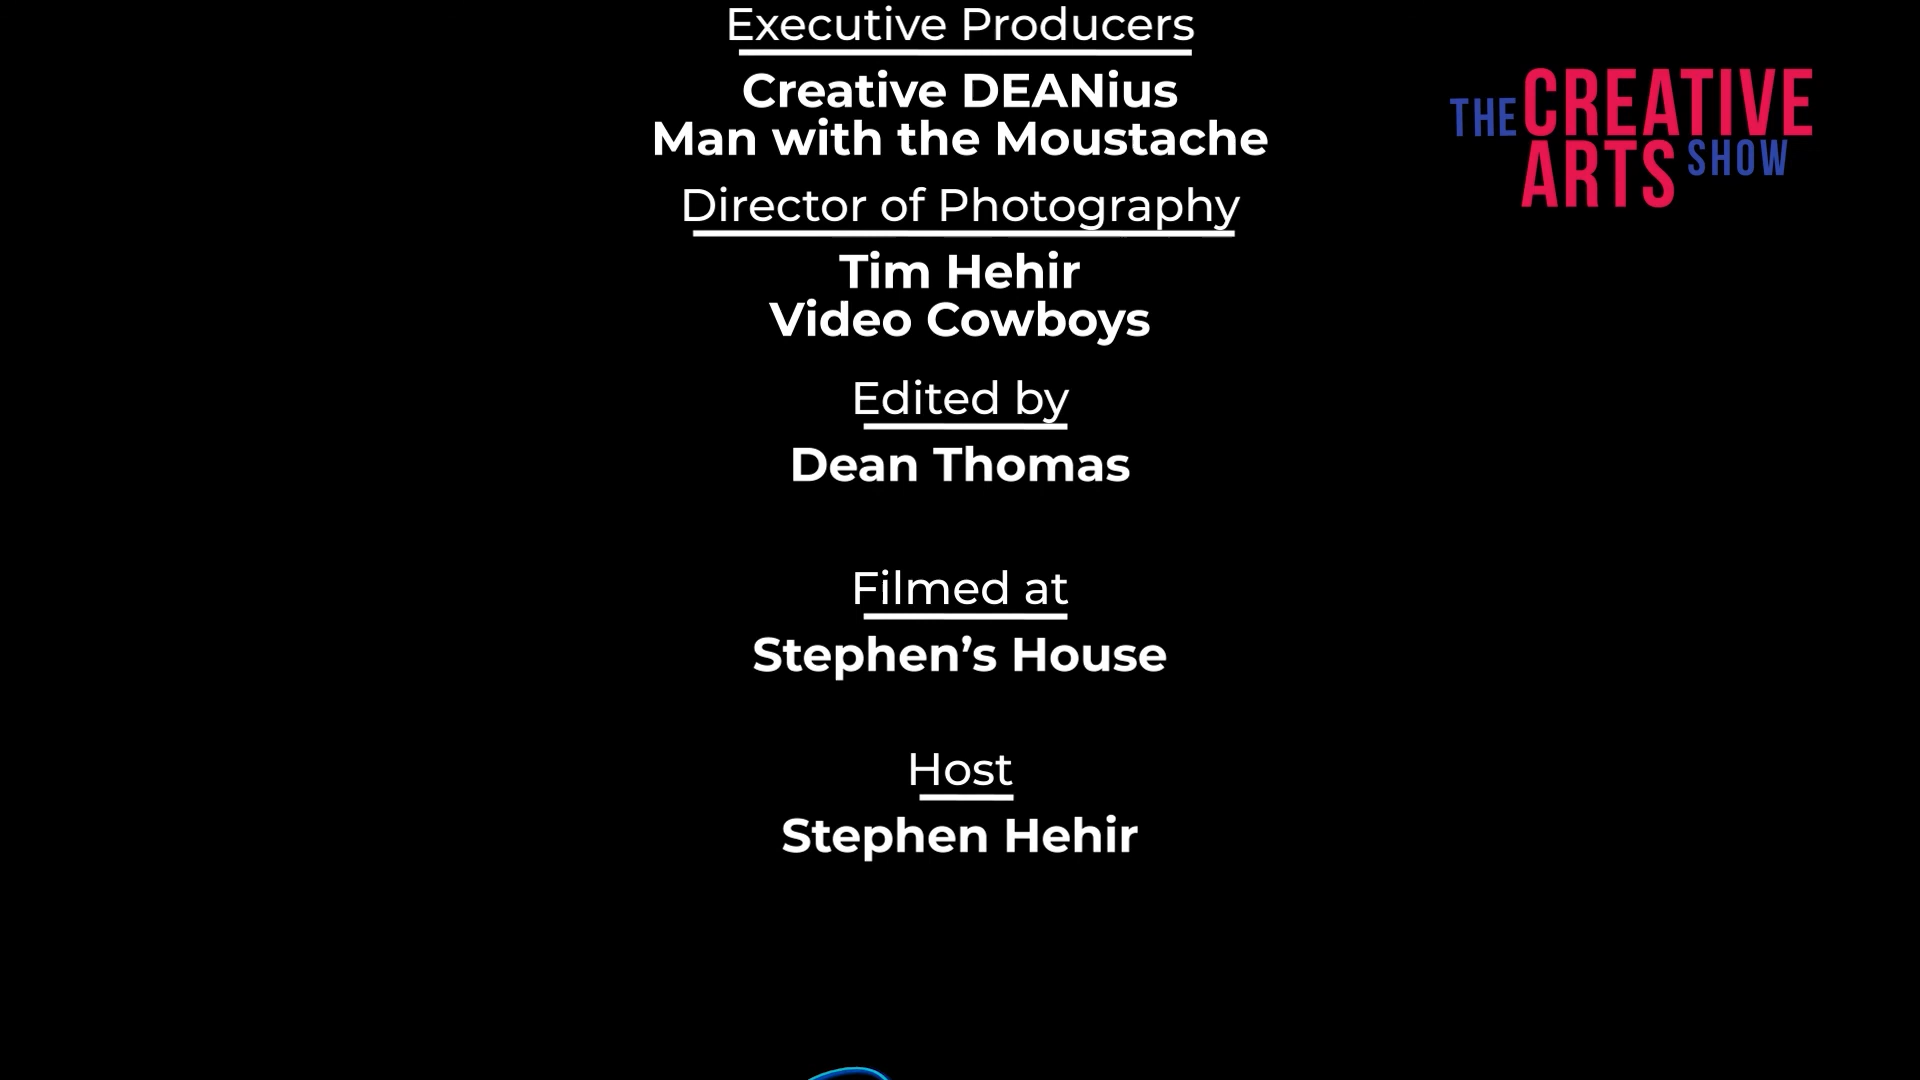 Executive Producers
Creative DEANius
Man with the Moustache
Director of Photography
Tim Hehir
Video Cowboys
Edited by
Dean Thomas
Filmed at
Stephen’s House
Host
Stephen Hehir
THE CREATIVE
ARTS SHOW